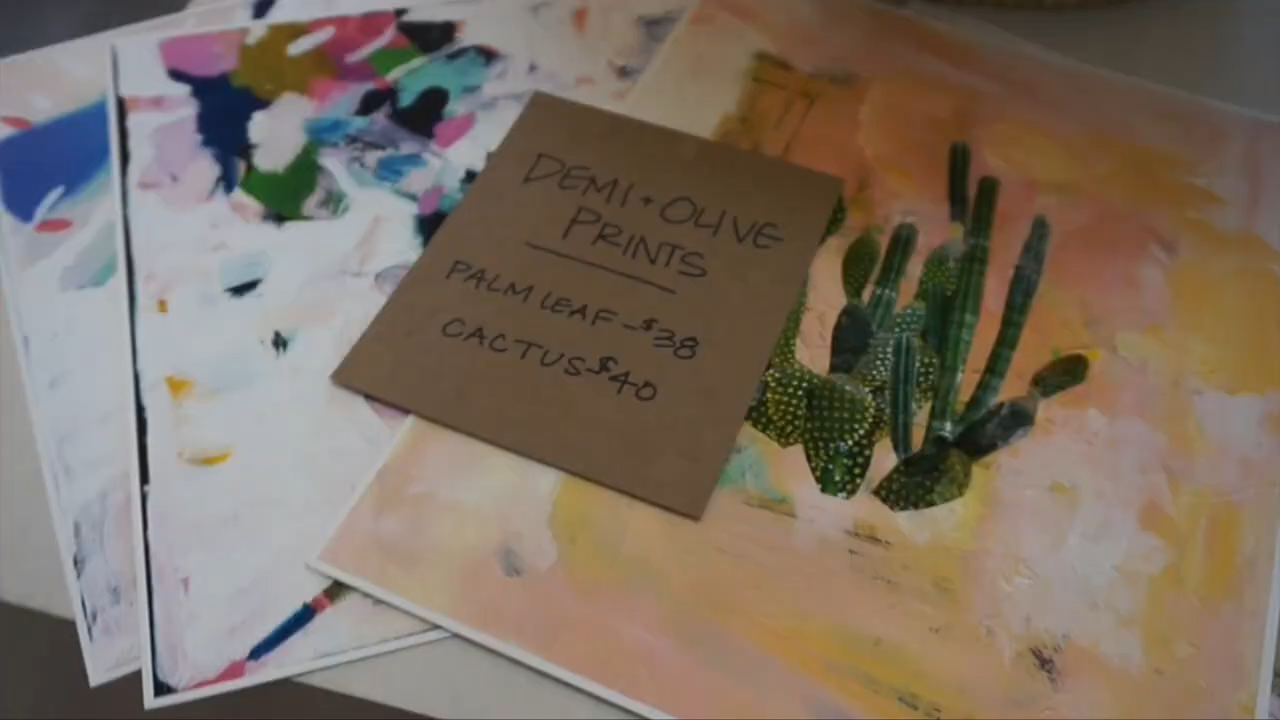 DEMI + OLIVE
PRINTS
PALM LEAF - $38
CACTUS $40